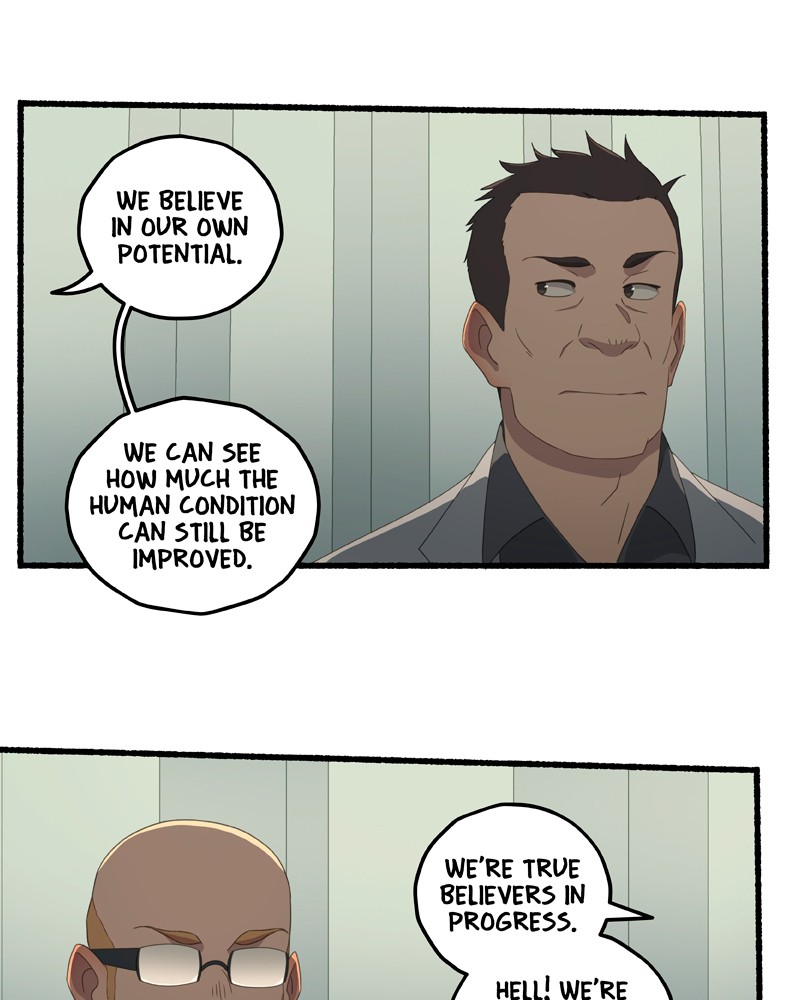 WE BELIEVE
IN OUR OWN
POTENTIAL.
WE CAN SEE
HOW MUCH THE
HUMAN CONDITION
CAN STILL BE
IMPROVED.
WE'RE TRUE
BELIEVERS IN
PROGRESS.
HELL! WE'RE